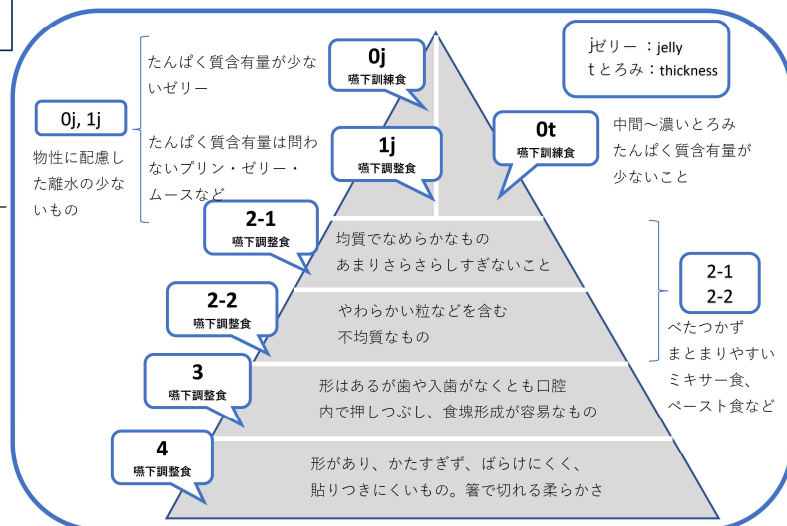 jゼリー ：jelly
tとろみ：thickness
0j
嚥下訓練食
たんぱく質含有量が少な
いゼリー
0j, 1j
物性に配慮し
た離水の少な
いもの
たんぱく質含有量は問わ
ないプリン・ゼリー・
ムースなど
1j
嚥下調整食
0t
嚥下訓練食
中間～濃いとろみ
たんぱく質含有量が
少ないこと
2-1
嚥下調整食
均質でなめらかなもの
あまりさらさらしすぎないこと
2-2
嚥下調整食
やわらかい粒などを含む
不均質なもの
2-1
2-2
べたつかず
まとまりやすい
ミキサー食、
ペースト食など
3
嚥下調整食
形はあるが歯や入歯がなくとも口腔
内で押しつぶし、食塊形成が容易なもの
4
嚥下調整食
形があり、かたすぎず、ばらけにくく、
貼りつきにくいもの。箸で切れる柔らかさ